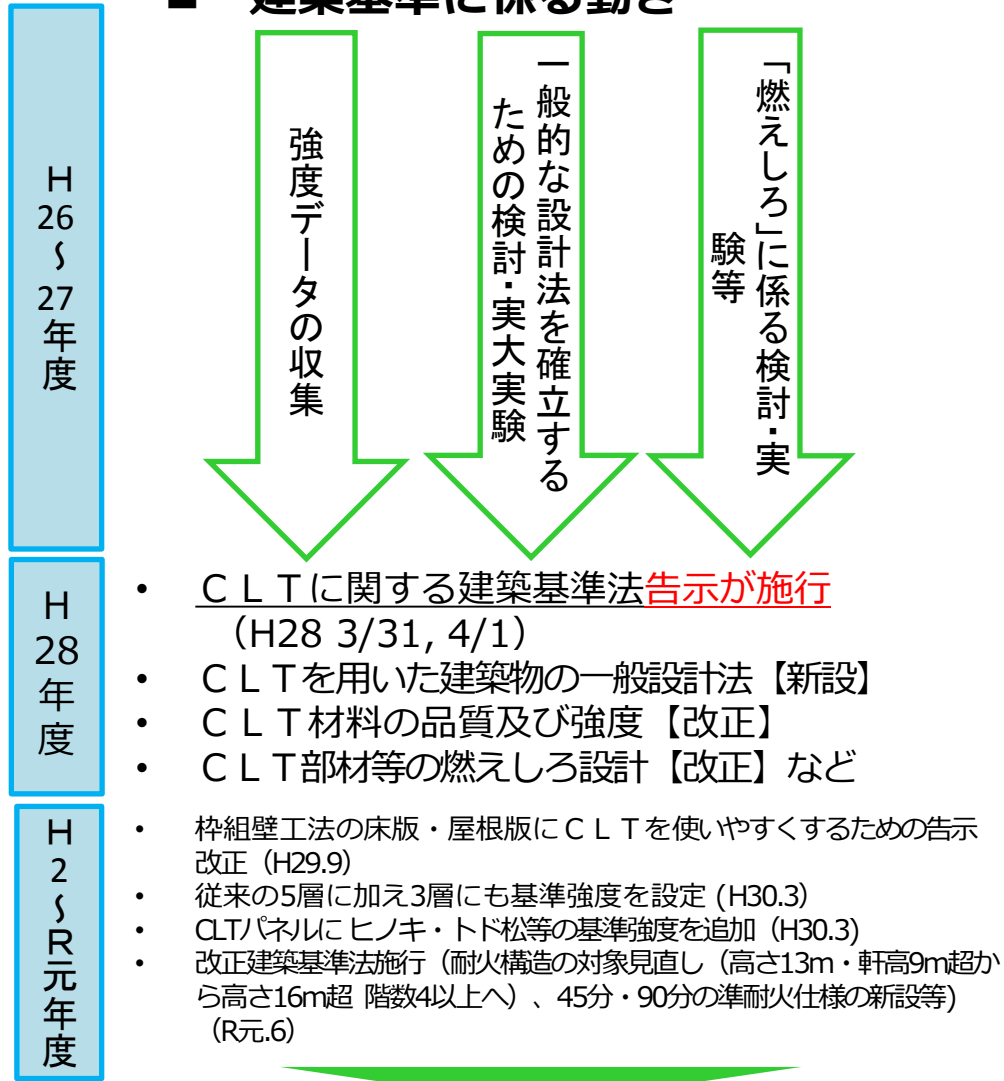 ■ 建築基準に係る動き
H
26
～
27
年
度
強度データの収集
一般的な設計法を確立する
ための検討・実大実験
「燃えしろ」に係る検討・実
験等
H
28
年
度
• ＣＬＴに関する建築基準法告示が施行
（H28 3/31, 4/1）
• ＣＬＴを用いた建築物の一般設計法【新設】
• ＣＬＴ材料の品質及び強度【改正】
• ＣＬＴ部材等の燃えしろ設計【改正】など
H
2
～
R
元
年
度
• 枠組壁工法の床版・屋根版にＣＬＴを使いやすくするための告示
改正（H29.9）
• 従来の5層に加え3層にも基準強度を設定 (H30.3）
• CLTパネルに ヒノキ・トド松等の基準強度を追加（H30.3)
• 改正建築基準法施行（耐火構造の対象見直し（高さ13m・軒高9m超か
ら高さ16m超 階数4以上へ）、45分・90分の準耐火仕様の新設等)
（R元.6）